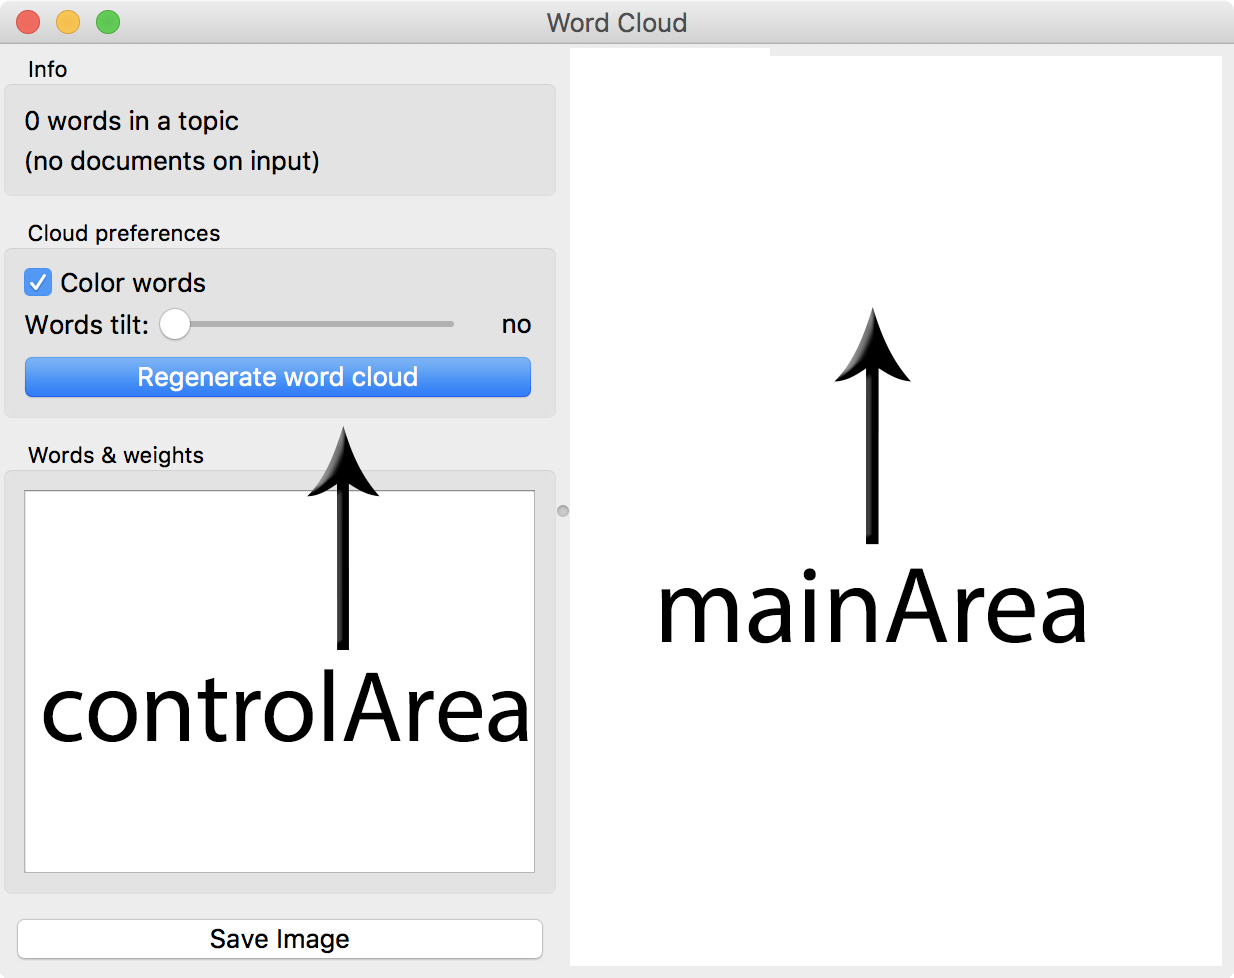 Word Cloud
Info
0 words in a topic
(no documents on input)
Cloud preferences
Color words
Words tilt: no
Regenerate word cloud
Words & weights
controlArea
Save Image
mainArea